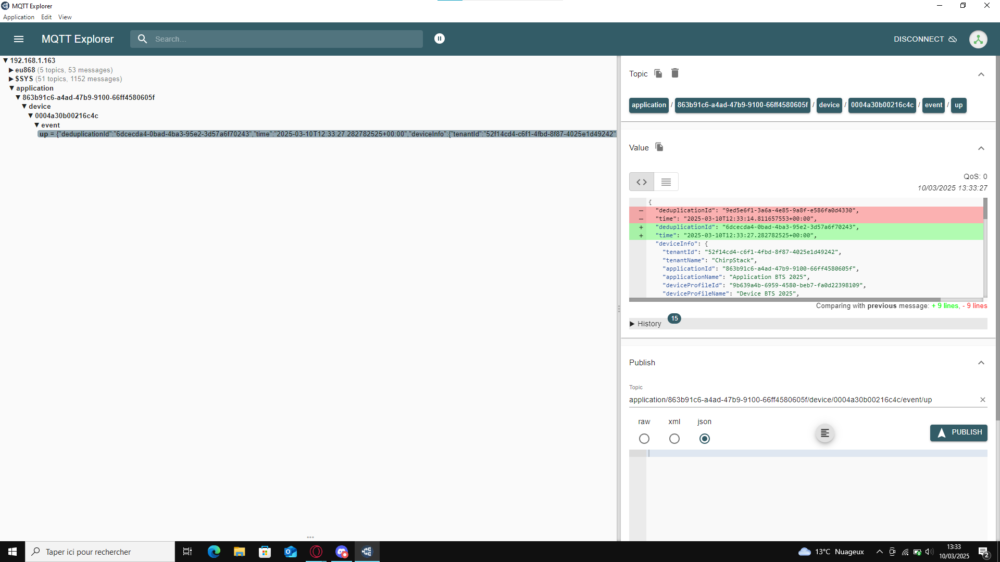 MQTT Explorer
Application Edit View
MQTT Explorer
Search...
DISCONNECT
▼ 192.168.1.163
▶ eu868 (5 topics, 53 messages)
▶ $SYS (51 topics, 1152 messages)
▼ application
▼ 863b91c6-a4ad-47b9-9100-66ff4580605f
▼ device
▼ 0004a30b00216c4c
▼ event
up = {"deduplicationId":"6dcecda4-0bad-4ba3-95e2-3d57a6f70243","time":"2025-03-10T12:33:27.282782525+00:00","deviceInfo":{"tenantId":"52f14cd4-c6f1-4fbd-8f87-4025e1d49242"
Topic
application / 863b91c6-a4ad-47b9-9100-66ff4580605f / device / 0004a30b00216c4c / event / up
Value
QoS: 0
10/03/2025 13:33:27
{
- "deduplicationId": "9ed5e6f1-3a6a-4e85-9a8f-e586fa0d4330",
- "time": "2025-03-10T12:33:14.811657553+00:00",
+ "deduplicationId": "6dcecda4-0bad-4ba3-95e2-3d57a6f70243",
+ "time": "2025-03-10T12:33:27.282782525+00:00",
"deviceInfo": {
"tenantId": "52f14cd4-c6f1-4fbd-8f87-4025e1d49242",
"tenantName": "ChirpStack",
"applicationId": "863b91c6-a4ad-47b9-9100-66ff4580605f",
"applicationName": "Application BTS 2025",
"deviceProfileId": "9b639a4b-6959-4580-beb7-fa0d22398109",
"deviceProfileName": "Device BTS 2025",
Comparing with previous message: + 9 lines, - 9 lines
▶ History 15
Publish
Topic
application/863b91c6-a4ad-47b9-9100-66ff4580605f/device/0004a30b00216c4c/event/up
raw xml json
PUBLISH
Taper ici pour rechercher
13°C Nuageux
13:33
10/03/2025
2